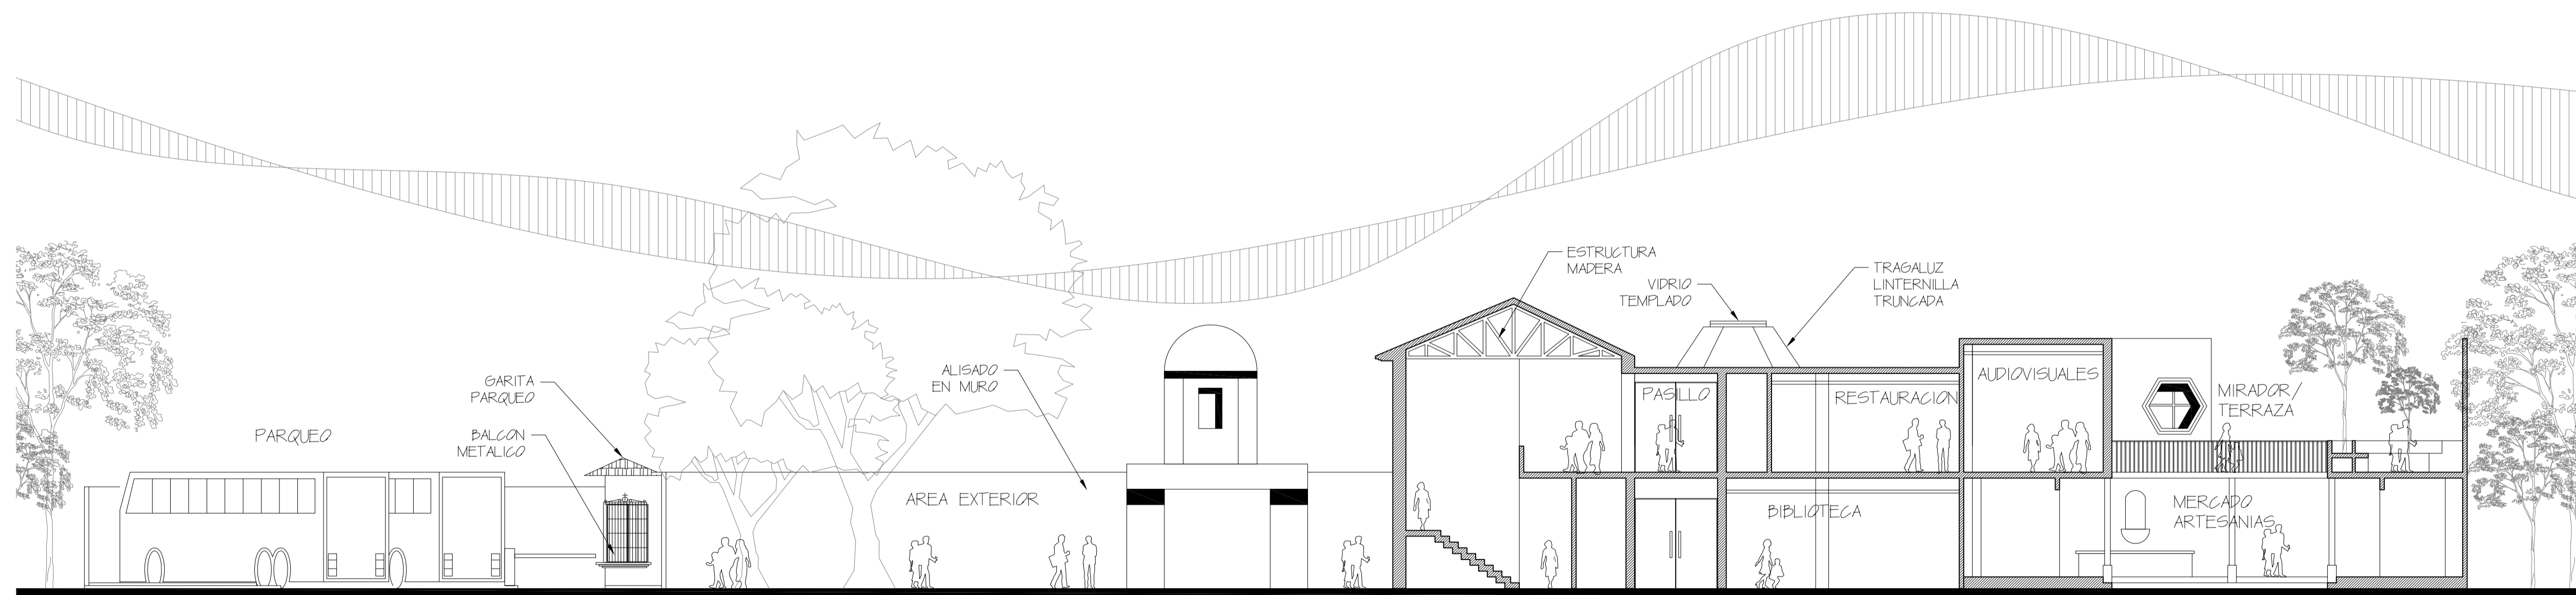 PARQUEO
GARITA
PARQUEO
BALCON
METALICO
AREA EXTERIOR
ALISADO
EN MURO
ESTRUCTURA
MADERA
VIDRIO
TEMPLADO
TRAGALUZ
LINTERNILLA
TRUNCADA
PASILLO
RESTAURACION
AUDIOVISUALES
MIRADOR/
TERRAZA
BIBLIOTECA
MERCADO
ARTESANIAS